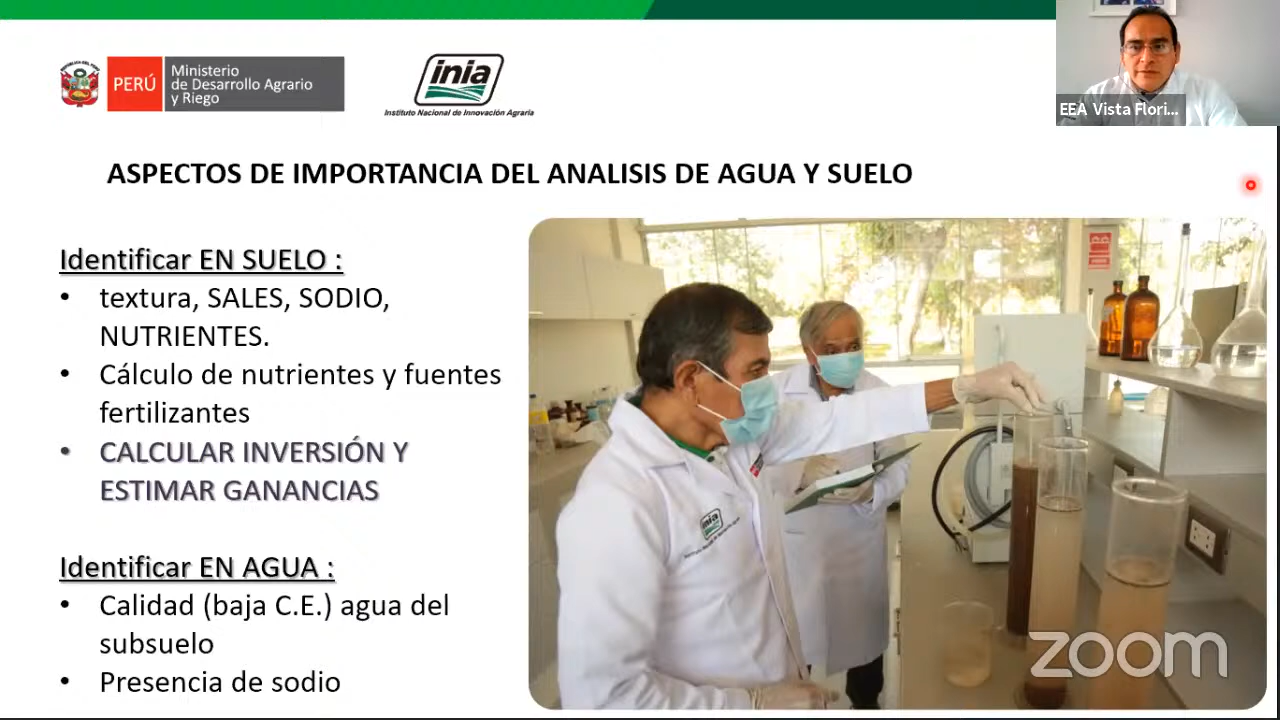 PERÚ
Ministerio
de Desarrollo Agrario
y Riego
inia
Instituto Nacional de Innovación Agraria
EEA Vista Flori...
ASPECTOS DE IMPORTANCIA DEL ANALISIS DE AGUA Y SUELO
Identificar EN SUELO :
• textura, SALES, SODIO,
NUTRIENTES.
• Cálculo de nutrientes y fuentes
fertilizantes
• CALCULAR INVERSIÓN Y
ESTIMAR GANANCIAS
Identificar EN AGUA :
• Calidad (baja C.E.) agua del
subsuelo
• Presencia de sodio
inia
zoom